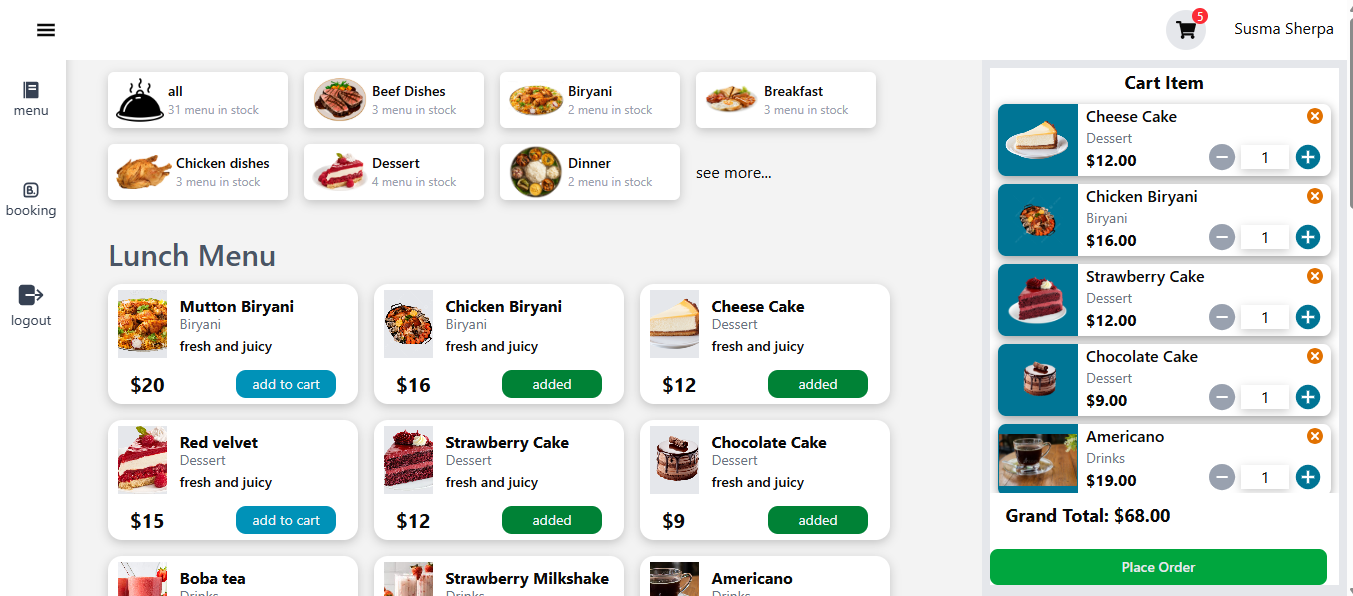 5
Susma Sherpa
menu
booking
logout
all
31 menu in stock
Beef Dishes
3 menu in stock
Biryani
2 menu in stock
Breakfast
3 menu in stock
Chicken dishes
3 menu in stock
Dessert
4 menu in stock
Dinner
2 menu in stock
see more...
Lunch Menu
Mutton Biryani
Biryani
fresh and juicy
$20
add to cart
Chicken Biryani
Biryani
fresh and juicy
$16
added
Cheese Cake
Dessert
fresh and juicy
$12
added
Red velvet
Dessert
fresh and juicy
$15
add to cart
Strawberry Cake
Dessert
fresh and juicy
$12
added
Chocolate Cake
Dessert
fresh and juicy
$9
added
Boba tea
Drinks
Strawberry Milkshake
Drinks
Americano
Drinks
Cart Item
Cheese Cake
Dessert
$12.00
1
Chicken Biryani
Biryani
$16.00
1
Strawberry Cake
Dessert
$12.00
1
Chocolate Cake
Dessert
$9.00
1
Americano
Drinks
$19.00
1
Grand Total: $68.00
Place Order